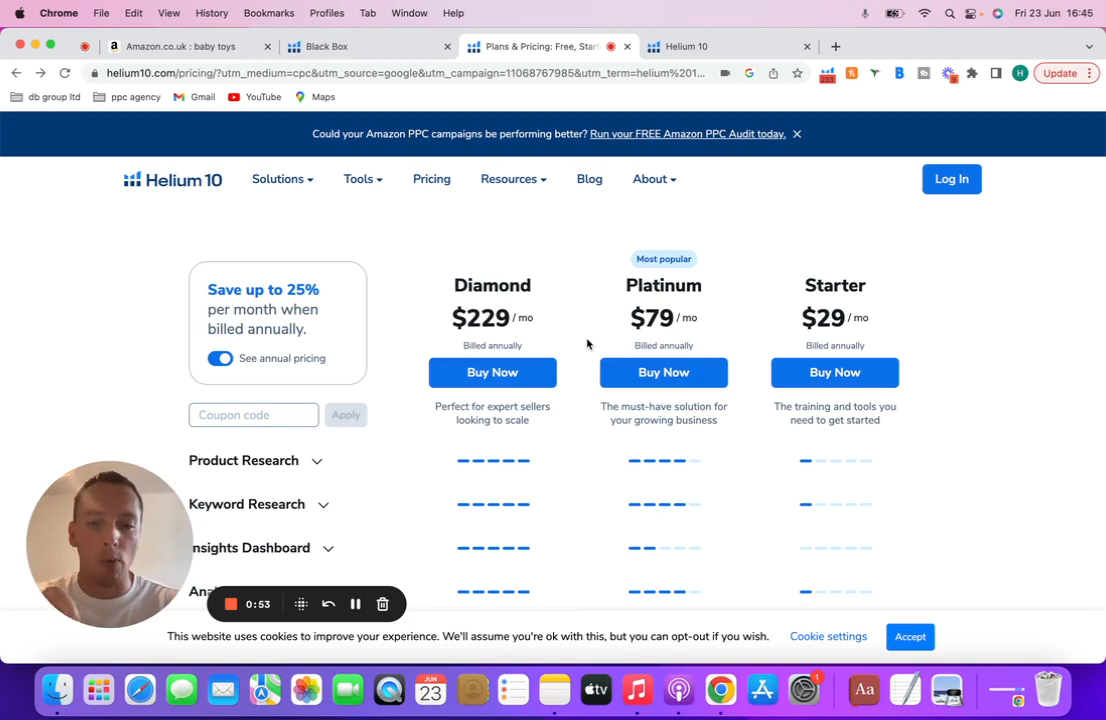 Chrome File Edit View History Bookmarks Profiles Tab Window Help Fri 23 Jun 16:45
a Amazon.co.uk : baby toys Black Box Plans & Pricing: Free, Star Helium 10
helium10.com/pricing/?utm_medium=cpc&utm_source=google&utm_campaign=11068767985&utm_term=helium%201... 233 H Update
db group ltd ppc agency Gmail YouTube Maps
Could your Amazon PPC campaigns be performing better? Run your FREE Amazon PPC Audit today.
Helium 10 Solutions Tools Pricing Resources Blog About Log In
Most popular
Save up to 25%
per month when
billed annually.
See annual pricing
Coupon code Apply
Diamond
$229 / mo
Billed annually
Buy Now
Perfect for expert sellers
looking to scale
Platinum
$79 / mo
Billed annually
Buy Now
The must-have solution for
your growing business
Starter
$29 / mo
Billed annually
Buy Now
The training and tools you
need to get started
Product Research
Keyword Research
nsights Dashboard
Ana
0:53
This website uses cookies to improve your experience. We'll assume you're ok with this, but you can opt-out if you wish. Cookie settings Accept
JUN
23
tv
1
Aa